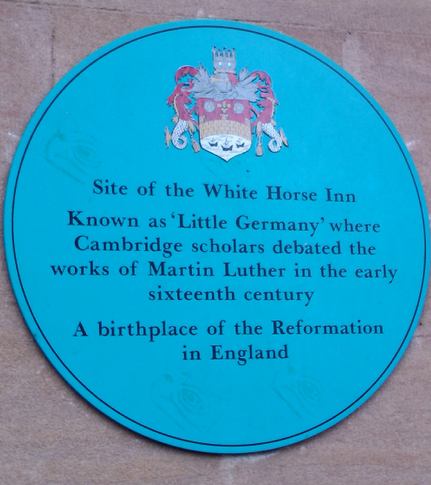 Site of the White Horse Inn
Known as 'Little Germany' where
Cambridge scholars debated the
works of Martin Luther in the early
sixteenth century
A birthplace of the Reformation
in England